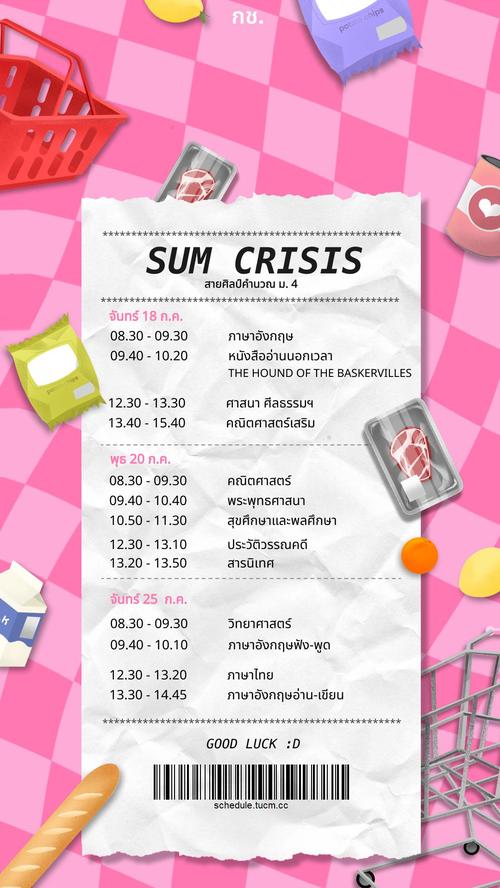 กช.
potato chips
****************************************************
SUM CRISIS
สายศิลป์คำนวณ ม. 4
****************************************************
จันทร์ 18 ก.ค.
08.30 - 09.30 ภาษาอังกฤษ
09.40 - 10.20 หนังสืออ่านนอกเวลา
THE HOUND OF THE BASKERVILLES
12.30 - 13.30 ศาสนา ศีลธรรมฯ
13.40 - 15.40 คณิตศาสตร์เสริม
พุธ 20 ก.ค.
08.30 - 09.30 คณิตศาสตร์
09.40 - 10.40 พระพุทธศาสนา
10.50 - 11.30 สุขศึกษาและพลศึกษา
12.30 - 13.10 ประวัติวรรณคดี
13.20 - 13.50 สารนิเทศ
จันทร์ 25 ก.ค.
08.30 - 09.30 วิทยาศาสตร์
09.40 - 10.10 ภาษาอังกฤษฟัง-พูด
12.30 - 13.20 ภาษาไทย
13.30 - 14.45 ภาษาอังกฤษอ่าน-เขียน
****************************************************
GOOD LUCK :D
schedule.tucm.cc